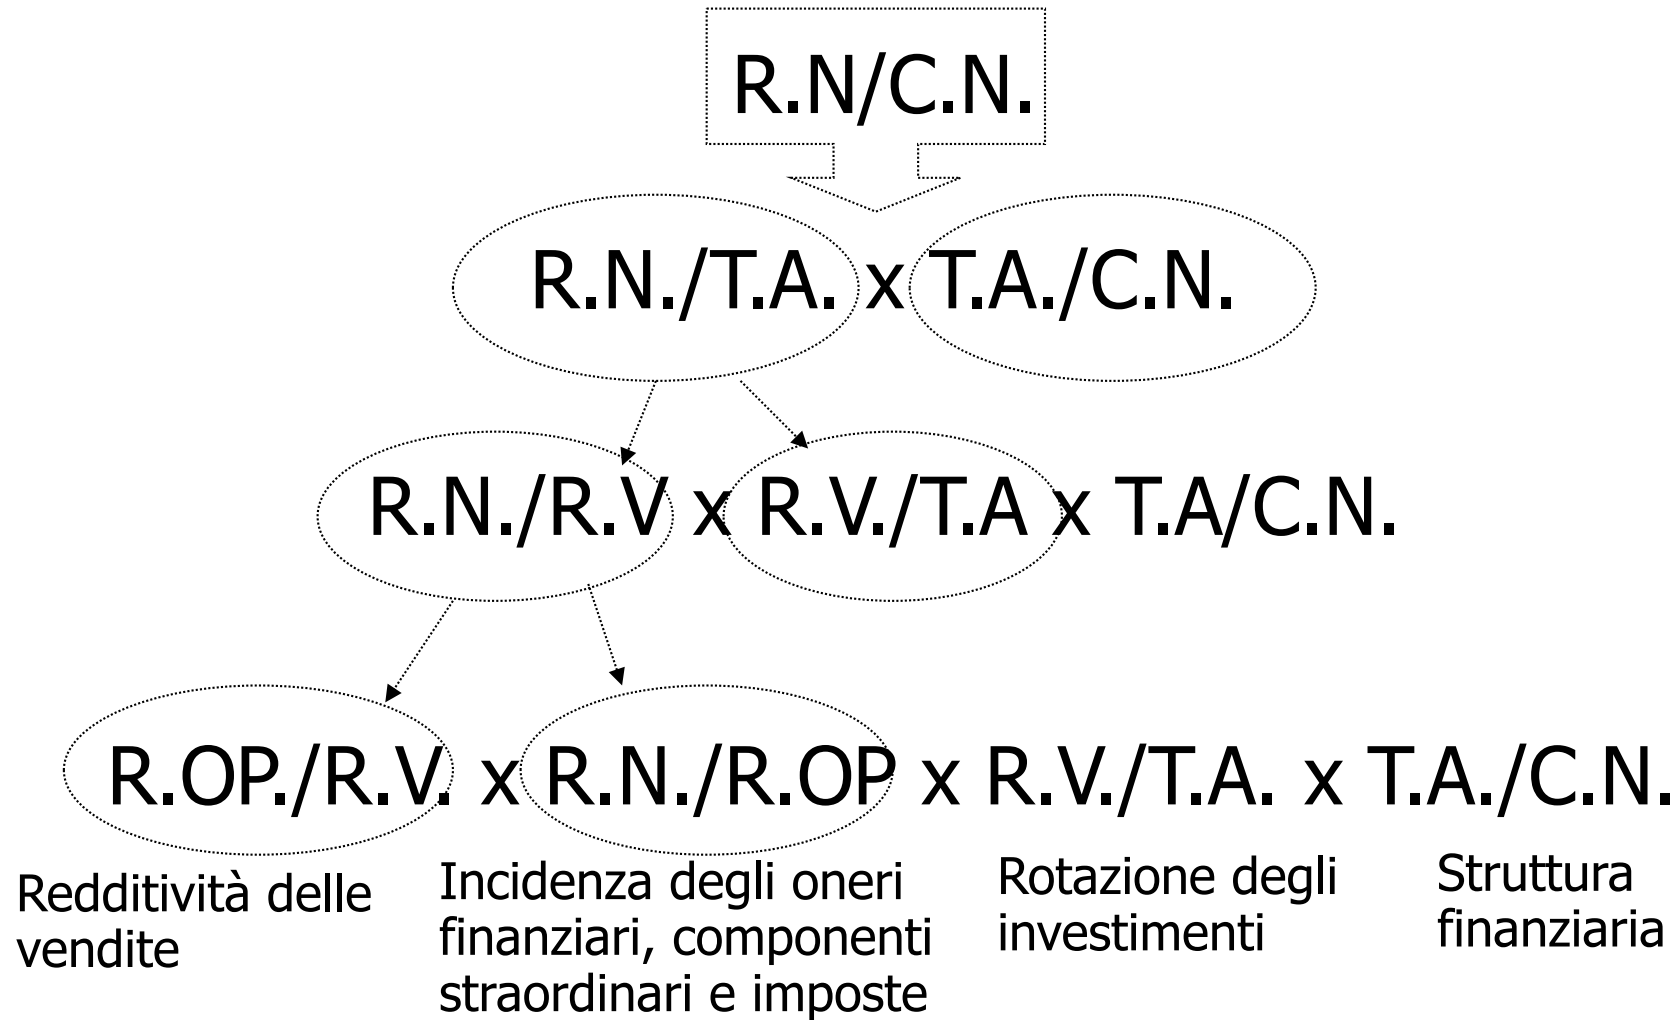 R.N/C.N.
R.N./T.A. x T.A./C.N.
R.N./R.V x R.V./T.A x T.A/C.N.
R.OP./R.V. x R.N./R.OP x R.V./T.A. x T.A./C.N.
Redditività delle
vendite
Incidenza degli oneri
finanziari, componenti
straordinari e imposte
Rotazione degli
investimenti
Struttura
finanziaria